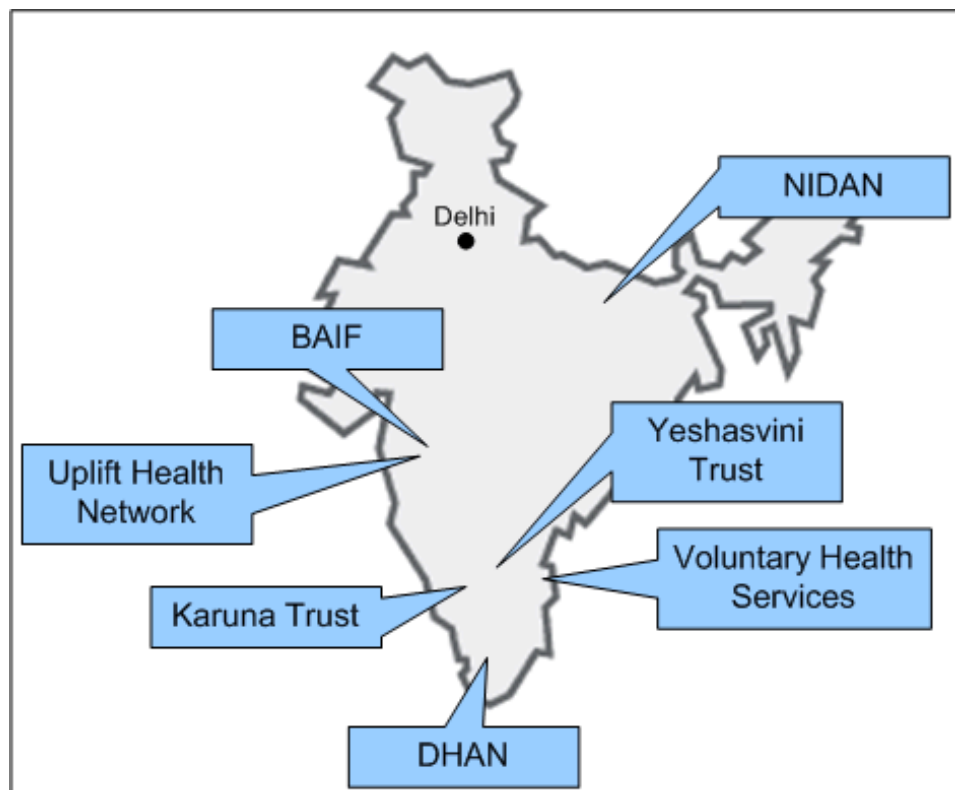 NIDAN
Delhi
BAIF
Yeshasvini
Trust
Uplift Health
Network
Voluntary Health
Services
Karuna Trust
DHAN